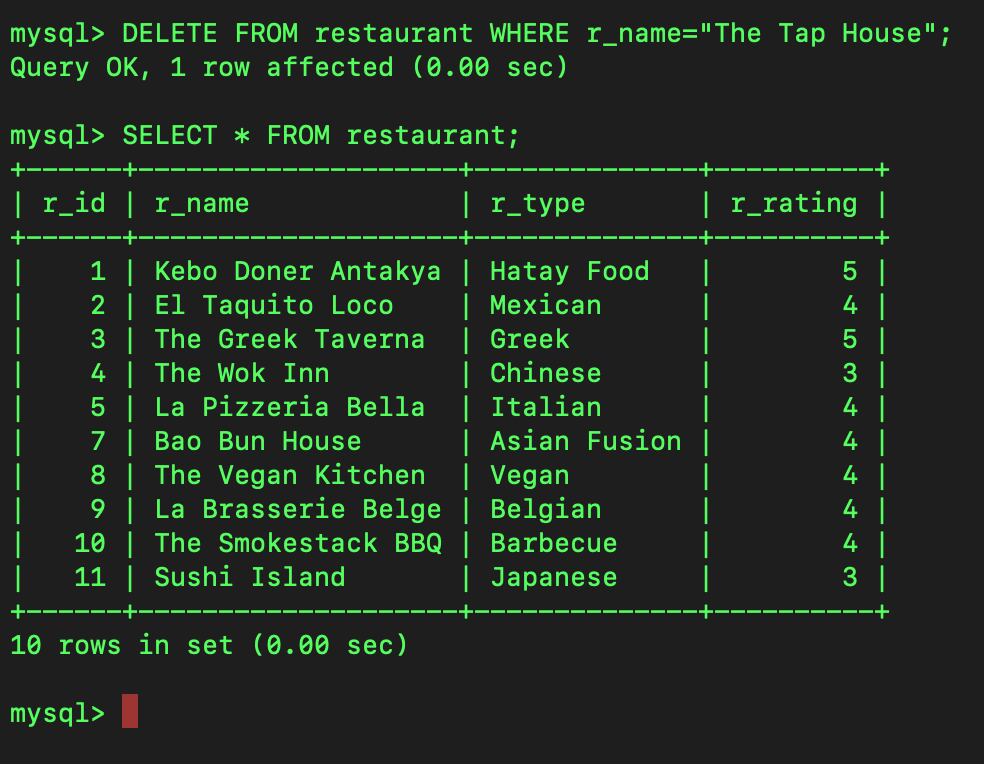 mysql> DELETE FROM restaurant WHERE r_name="The Tap House";
Query OK, 1 row affected (0.00 sec)

mysql> SELECT * FROM restaurant;
+------+--------------------+--------------+----------+
| r_id | r_name             | r_type       | r_rating |
+------+--------------------+--------------+----------+
|    1 | Kebo Doner Antakya | Hatay Food   |        5 |
|    2 | El Taquito Loco    | Mexican      |        4 |
|    3 | The Greek Taverna  | Greek        |        5 |
|    4 | The Wok Inn        | Chinese      |        3 |
|    5 | La Pizzeria Bella  | Italian      |        4 |
|    7 | Bao Bun House      | Asian Fusion |        4 |
|    8 | The Vegan Kitchen  | Vegan        |        4 |
|    9 | La Brasserie Belge | Belgian      |        4 |
|   10 | The Smokestack BBQ | Barbecue     |        4 |
|   11 | Sushi Island       | Japanese     |        3 |
+------+--------------------+--------------+----------+
10 rows in set (0.00 sec)

mysql>